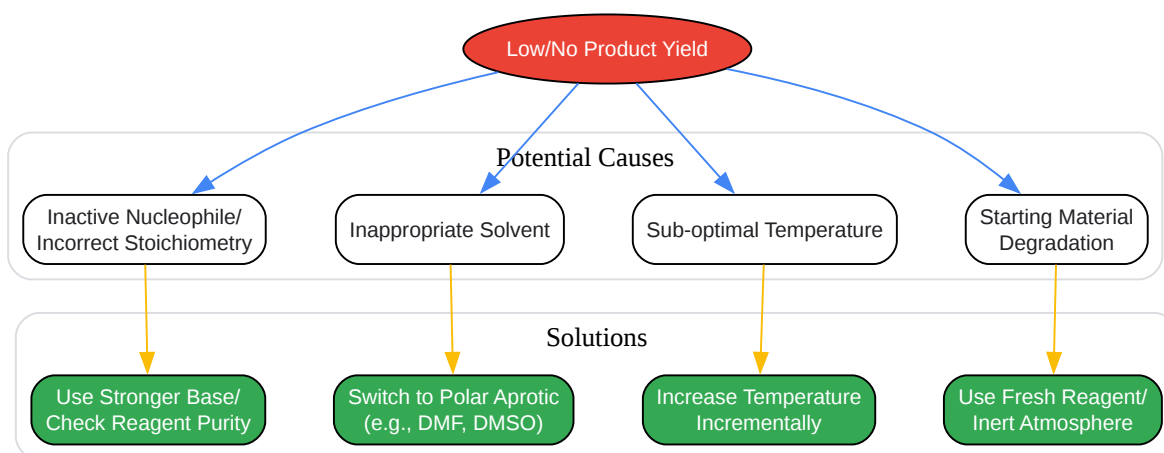 Low/No Product Yield
Potential Causes
Inactive Nucleophile/
Incorrect Stoichiometry
Inappropriate Solvent
Sub-optimal Temperature
Starting Material
Degradation
Solutions
Use Stronger Base/
Check Reagent Purity
Switch to Polar Aprotic
(e.g., DMF, DMSO)
Increase Temperature
Incrementally
Use Fresh Reagent/
Inert Atmosphere